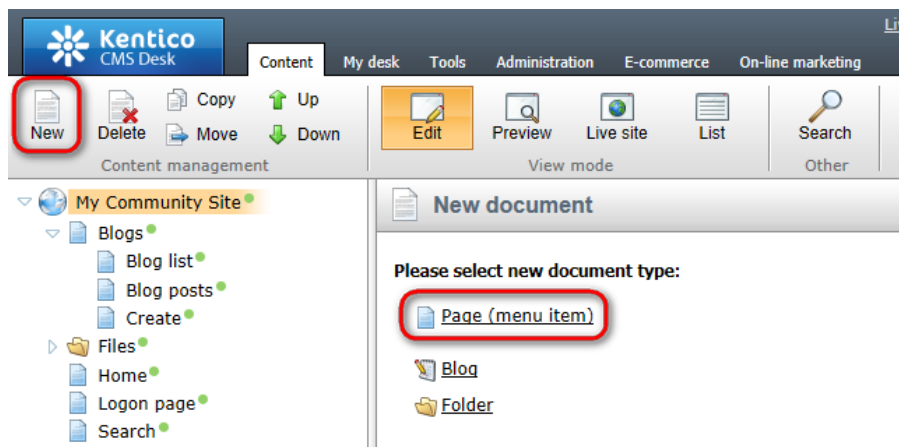 Kentico
CMS Desk
Content
My desk
Tools
Administration
E-commerce
On-line marketing
New
Delete
Copy
Move
Up
Down
Content management
Edit
Preview
Live site
List
View mode
Search
Other
My Community Site
Blogs
Blog list
Blog posts
Create
Files
Home
Logon page
Search
New document
Please select new document type:
Page (menu item)
Blog
Folder